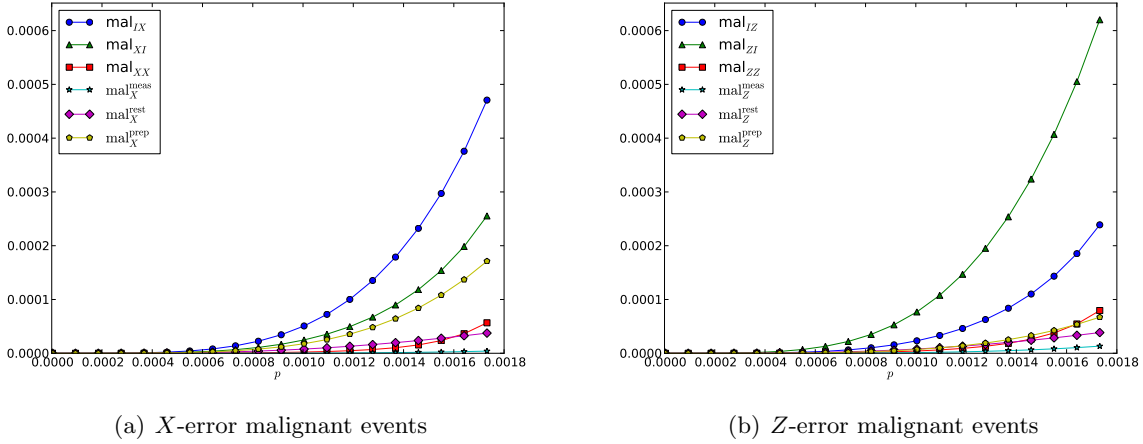 0.0006
0.0005
0.0004
0.0003
0.0002
0.0001
0.0000
mal_IX
mal_XI
mal_XX
mal_X^meas
mal_X^rest
mal_X^prep
0.0000 0.0002 0.0004 0.0006 0.0008 0.0010 0.0012 0.0014 0.0016 0.0018
p
(a) X-error malignant events
0.0006
0.0005
0.0004
0.0003
0.0002
0.0001
0.0000
mal_IZ
mal_ZI
mal_ZZ
mal_Z^meas
mal_Z^rest
mal_Z^prep
0.0000 0.0002 0.0004 0.0006 0.0008 0.0010 0.0012 0.0014 0.0016 0.0018
p
(b) Z-error malignant events